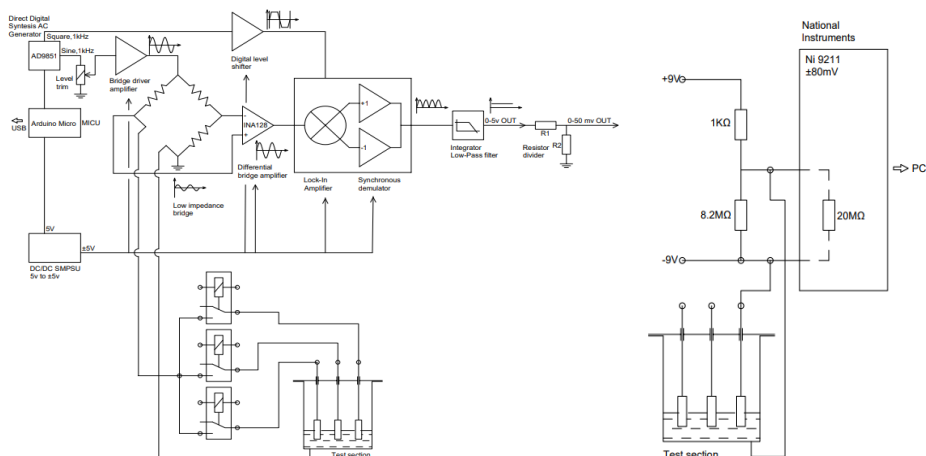 Direct Digital
Syntesis AC
Generator
Square,1kHz
AD9851
Sine,1kHz
Level
trim
Bridge driver
amplifier
Digital level
shifter
USB
Arduino Micro
MICU
-
+
INA128
Differential
bridge amplifier
Low impedance
bridge
+1
-1
Lock-In
Amplifier
Synchronous
demulator
Integrator
Low-Pass filter
0-5v OUT
R1
R2
Resistor
divider
0-50 mv OUT
5V
DC/DC SMPSU
5v to ±5v
±5V
Test section
National
Instruments
Ni 9211
±80mV
+9V
1KΩ
8.2MΩ
20MΩ
-9V
PC
Test section